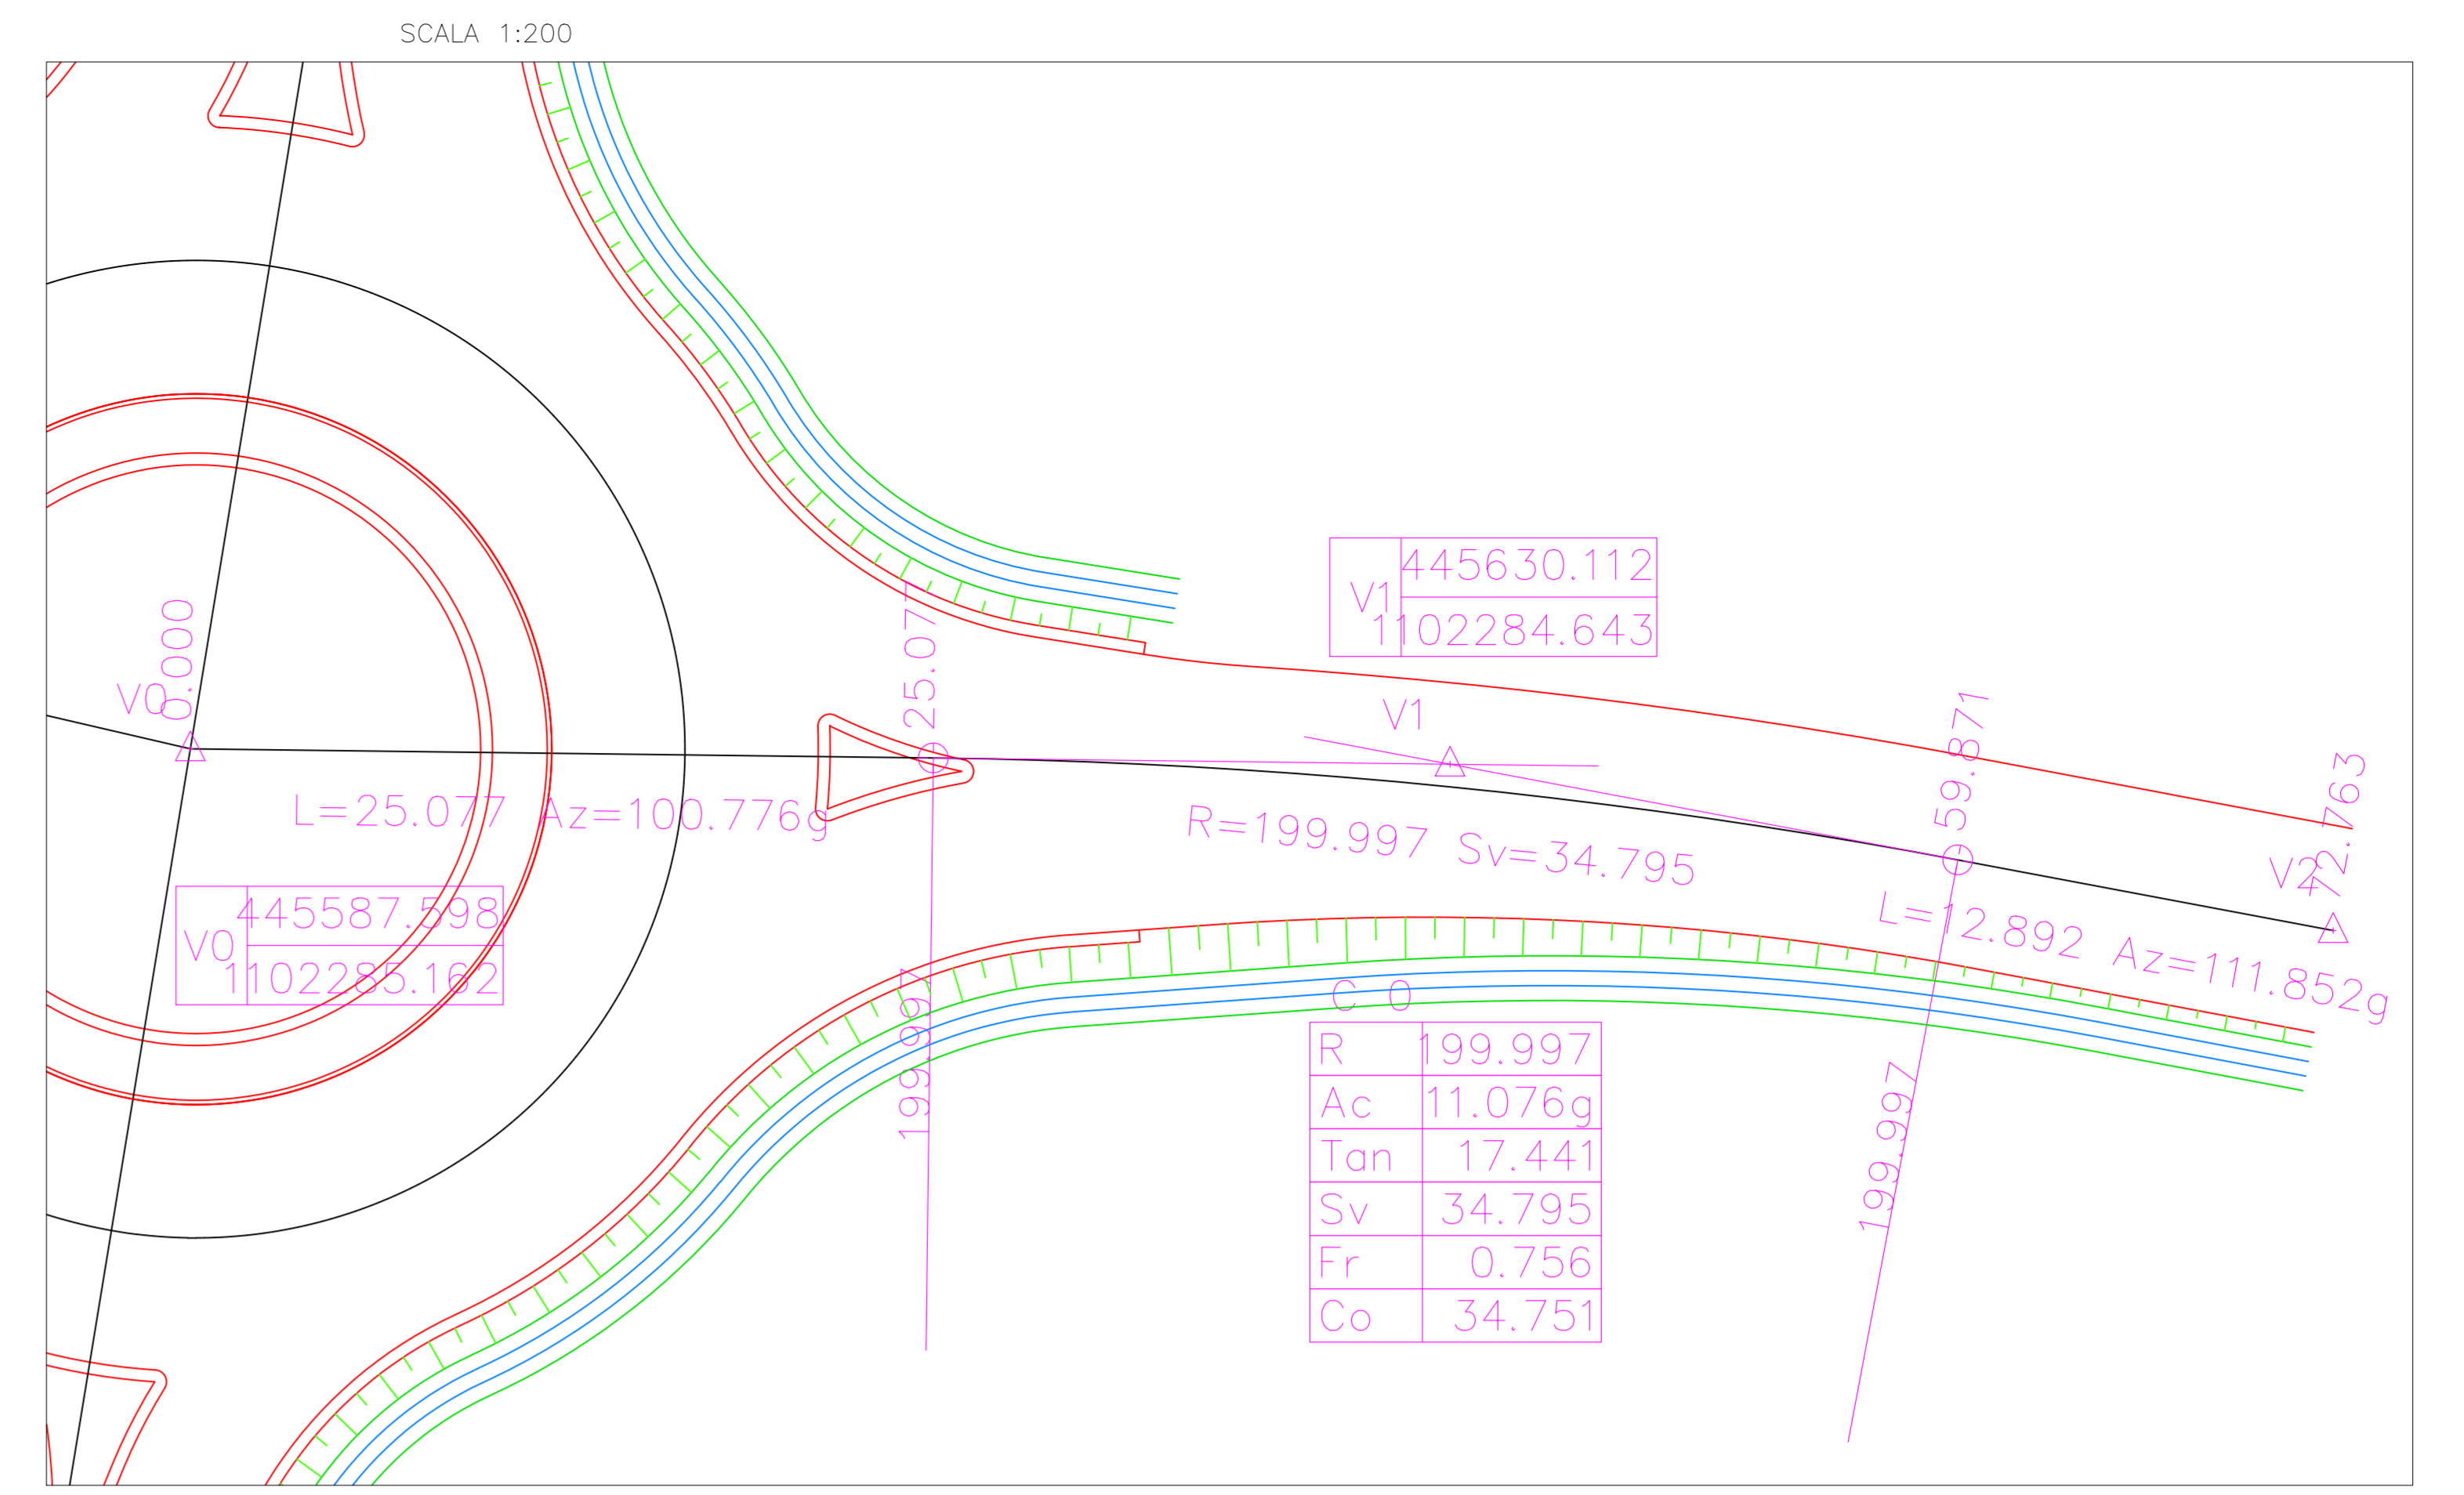 SCALA 1:200
V1
445630.112
1102284.643
V0
0.000
25.077
V1
59.871
72.763
V2
L=25.077 Az=100.776g
R=199.997 Sv=34.795
L=12.892 Az=111.852g
V0
445587.598
1102285.162
199.997
199.997
C 0
R 199.997
Ac 11.076g
Tan 17.441
Sv 34.795
Fr 0.756
Co 34.751